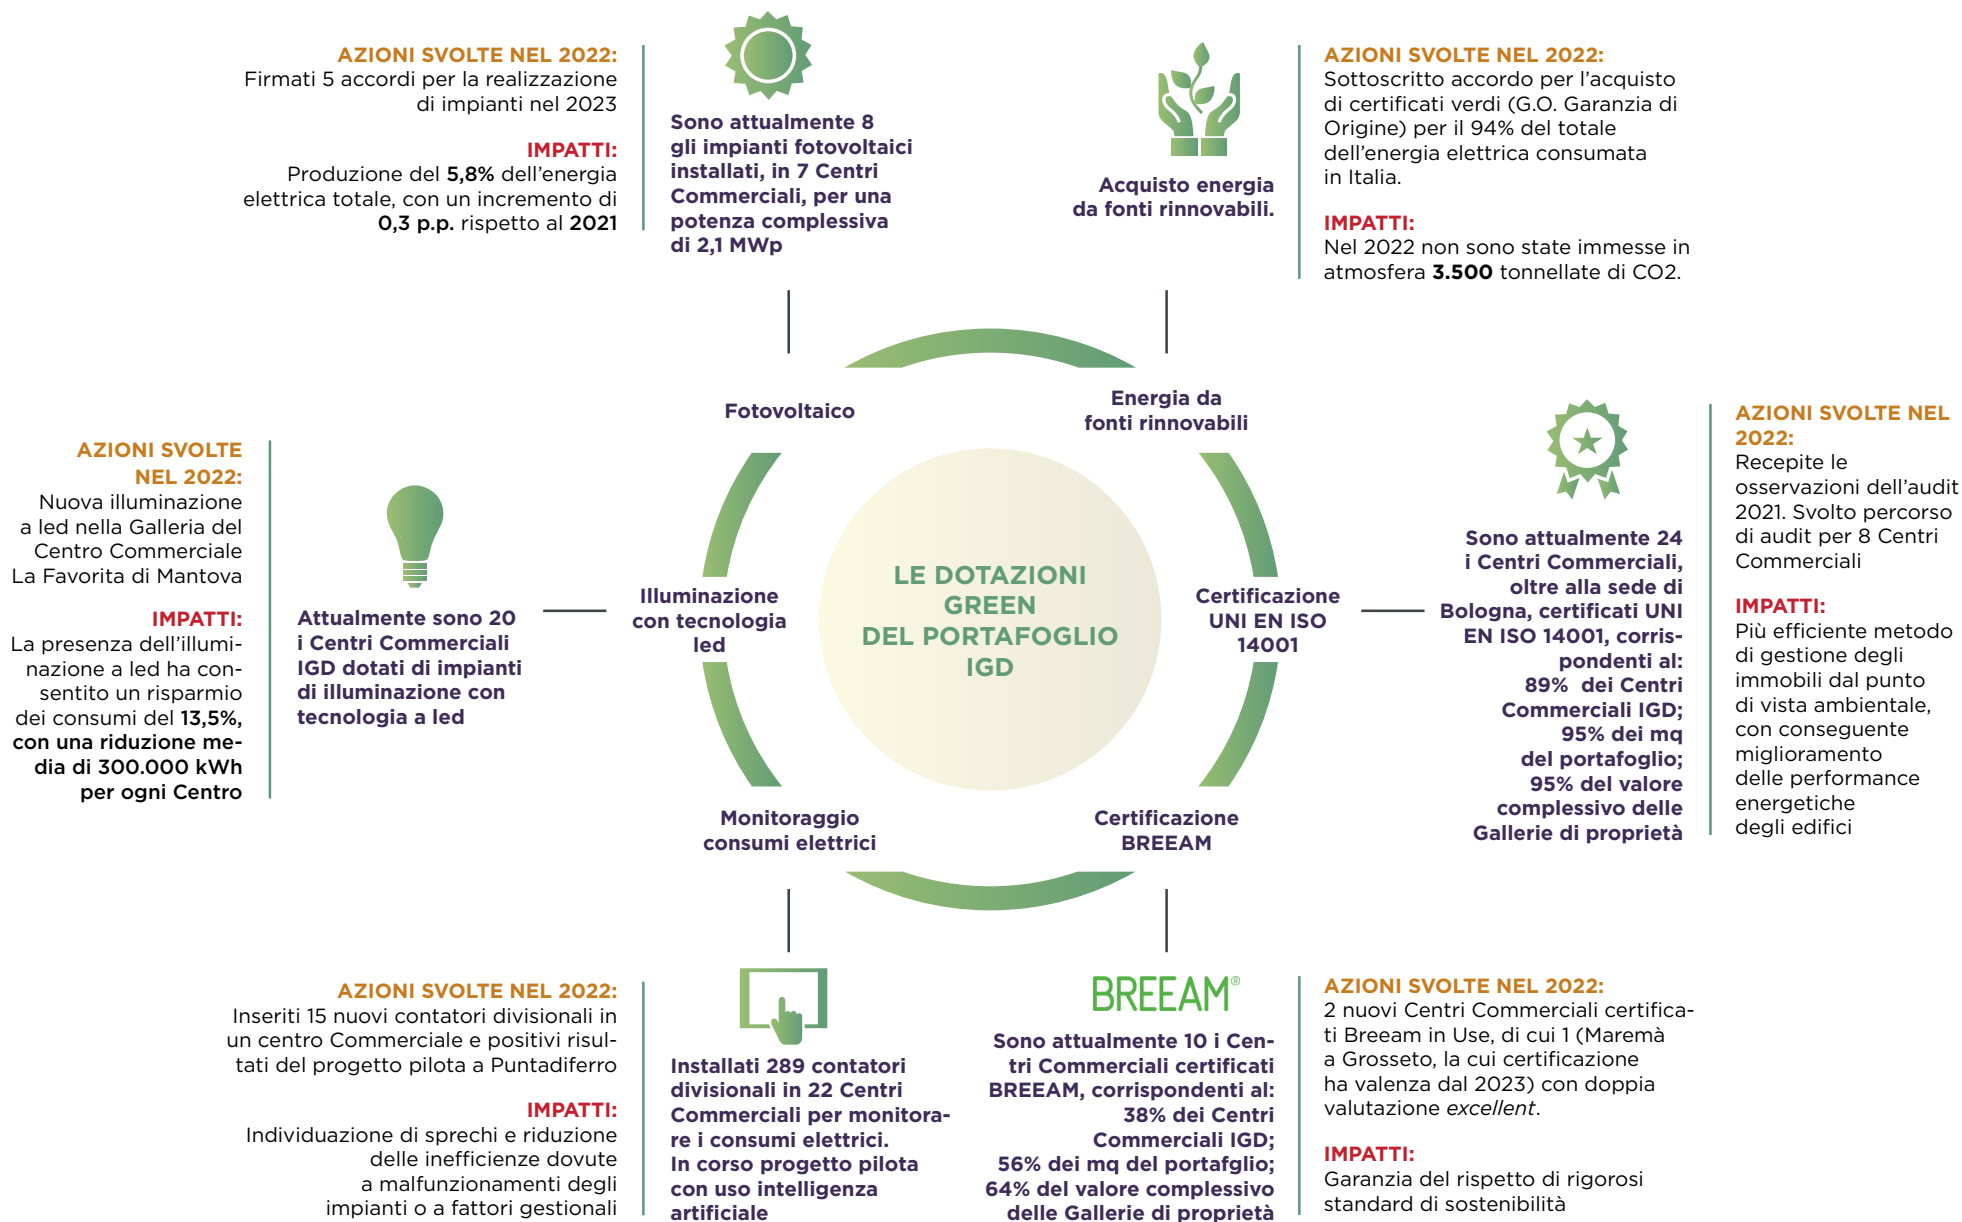 AZIONI SVOLTE NEL 2022:
Firmati 5 accordi per la realizzazione
di impianti nel 2023
IMPATTI:
Produzione del 5,8% dell’energia
elettrica totale, con un incremento di
0,3 p.p. rispetto al 2021
Sono attualmente 8
gli impianti fotovoltaici
installati, in 7 Centri
Commerciali, per una
potenza complessiva
di 2,1 MWp
Acquisto energia
da fonti rinnovabili.
AZIONI SVOLTE NEL 2022:
Sottoscritto accordo per l’acquisto
di certificati verdi (G.O. Garanzia di
Origine) per il 94% del totale
dell’energia elettrica consumata
in Italia.
IMPATTI:
Nel 2022 non sono state immesse in
atmosfera 3.500 tonnellate di CO2.
Fotovoltaico
Energia da
fonti rinnovabili
AZIONI SVOLTE
NEL 2022:
Nuova illuminazione
a led nella Galleria del
Centro Commerciale
La Favorita di Mantova
IMPATTI:
La presenza dell’illumi-
nazione a led ha con-
sentito un risparmio
dei consumi del 13,5%,
con una riduzione me-
dia di 300.000 kWh
per ogni Centro
Attualmente sono 20
i Centri Commerciali
IGD dotati di impianti
di illuminazione con
tecnologia a led
Illuminazione
con tecnologia
led
LE DOTAZIONI
GREEN
DEL PORTAFOGLIO
IGD
Certificazione
UNI EN ISO
14001
Sono attualmente 24
i Centri Commerciali,
oltre alla sede di
Bologna, certificati UNI
EN ISO 14001, corris-
pondenti al:
89% dei Centri
Commerciali IGD;
95% dei mq
del portafoglio;
95% del valore
complessivo delle
Gallerie di proprietà
AZIONI SVOLTE NEL
2022:
Recepite le
osservazioni dell’audit
2021. Svolto percorso
di audit per 8 Centri
Commerciali
IMPATTI:
Più efficiente metodo
di gestione degli
immobili dal punto
di vista ambientale,
con conseguente
miglioramento
delle performance
energetiche
degli edifici
Monitoraggio
consumi elettrici
Certificazione
BREEAM
AZIONI SVOLTE NEL 2022:
Inseriti 15 nuovi contatori divisionali in
un centro Commerciale e positivi risul-
tati del progetto pilota a Puntadiferro
IMPATTI:
Individuazione di sprechi e riduzione
delle inefficienze dovute
a malfunzionamenti degli
impianti o a fattori gestionali
Installati 289 contatori
divisionali in 22 Centri
Commerciali per monitora-
re i consumi elettrici.
In corso progetto pilota
con uso intelligenza
artificiale
BREEAM®
Sono attualmente 10 i Cen-
tri Commerciali certificati
BREEAM, corrispondenti al:
38% dei Centri
Commerciali IGD;
56% dei mq del portafglio;
64% del valore complessivo
delle Gallerie di proprietà
AZIONI SVOLTE NEL 2022:
2 nuovi Centri Commerciali certifica-
ti Breeam in Use, di cui 1 (Maremà
a Grosseto, la cui certificazione
ha valenza dal 2023) con doppia
valutazione excellent.
IMPATTI:
Garanzia del rispetto di rigorosi
standard di sostenibilità